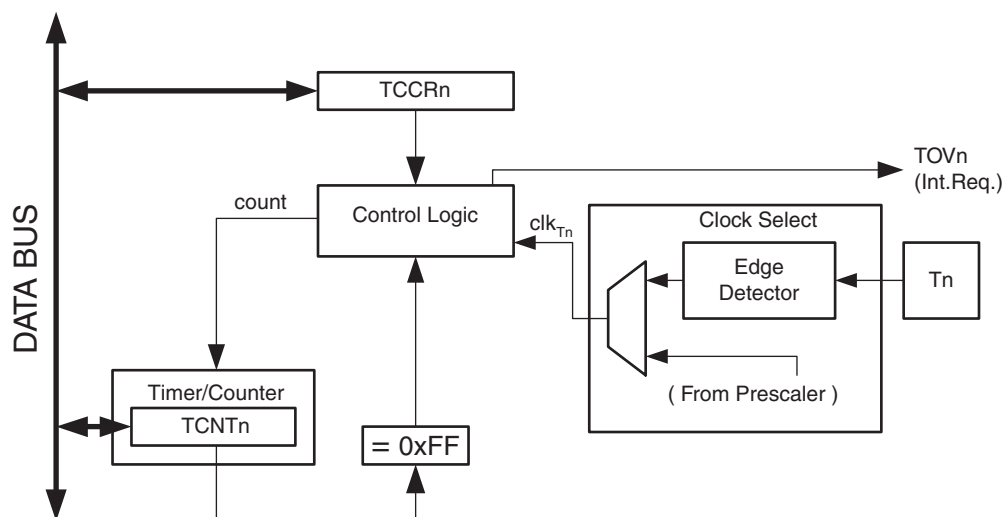 DATA BUS
TCCRn
TOVn
(Int.Req.)
count
Control Logic
clkTn
Clock Select
Edge
Detector
Tn
Timer/Counter
TCNTn
( From Prescaler )
= 0xFF